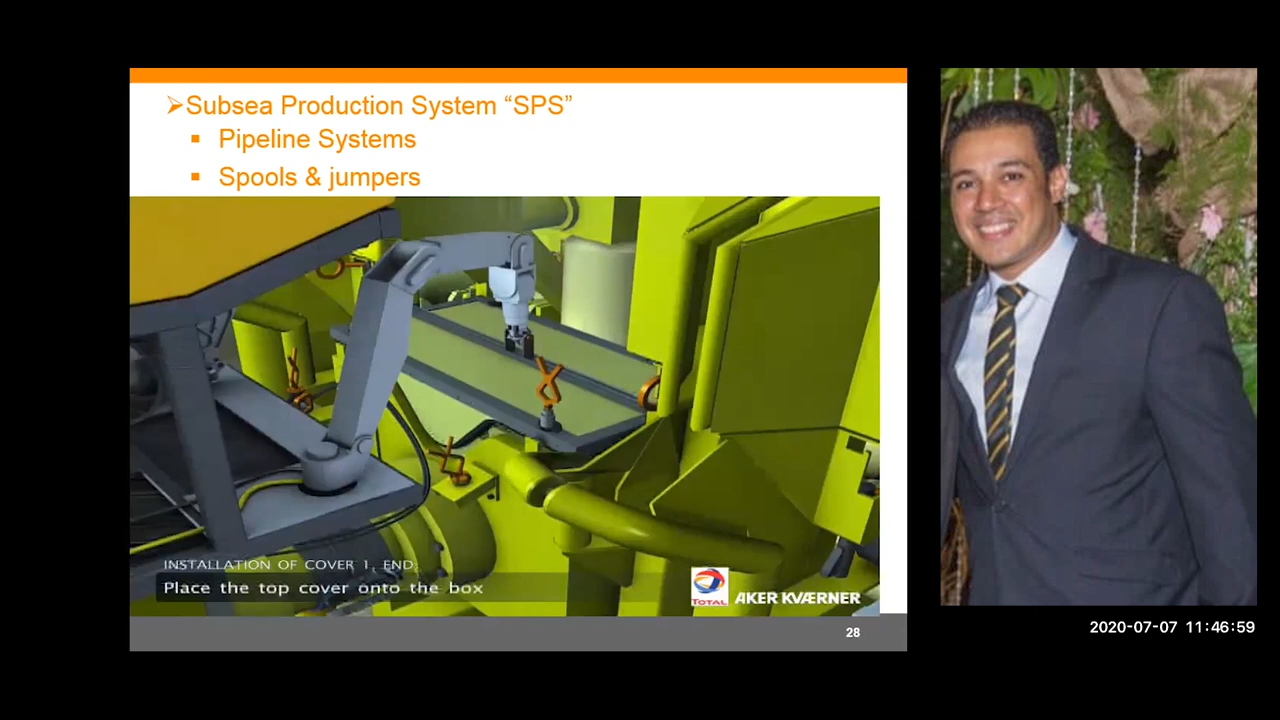 ➢Subsea Production System “SPS”
▪ Pipeline Systems
▪ Spools & jumpers
INSTALLATION OF COVER 1, END:
Place the top cover onto the box
TOTAL
AKER KVÆRNER
28
2020-07-07 11:46:59